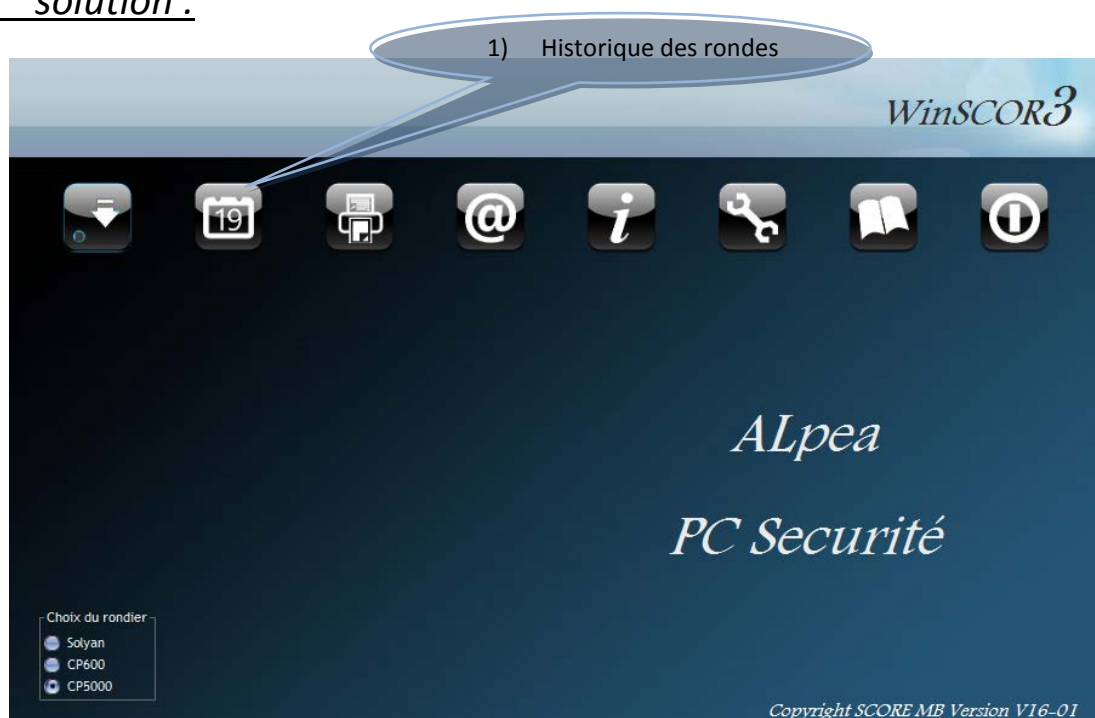 solution :
1) Historique des rondes
WinSCOR3
19
@
i
ALpea
PC Securité
Choix du rondier
Solyan
CP600
CP5000
Copyright SCORE MB Version V16-01